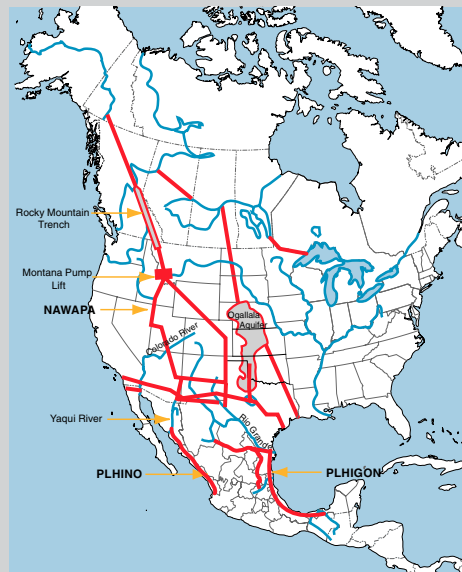 Rocky Mountain
Trench
Montana Pump
Lift
NAWAPA
Ogallala
Aquifer
Colorado River
Yaqui River
Rio Grande
PLHINO
PLHIGON